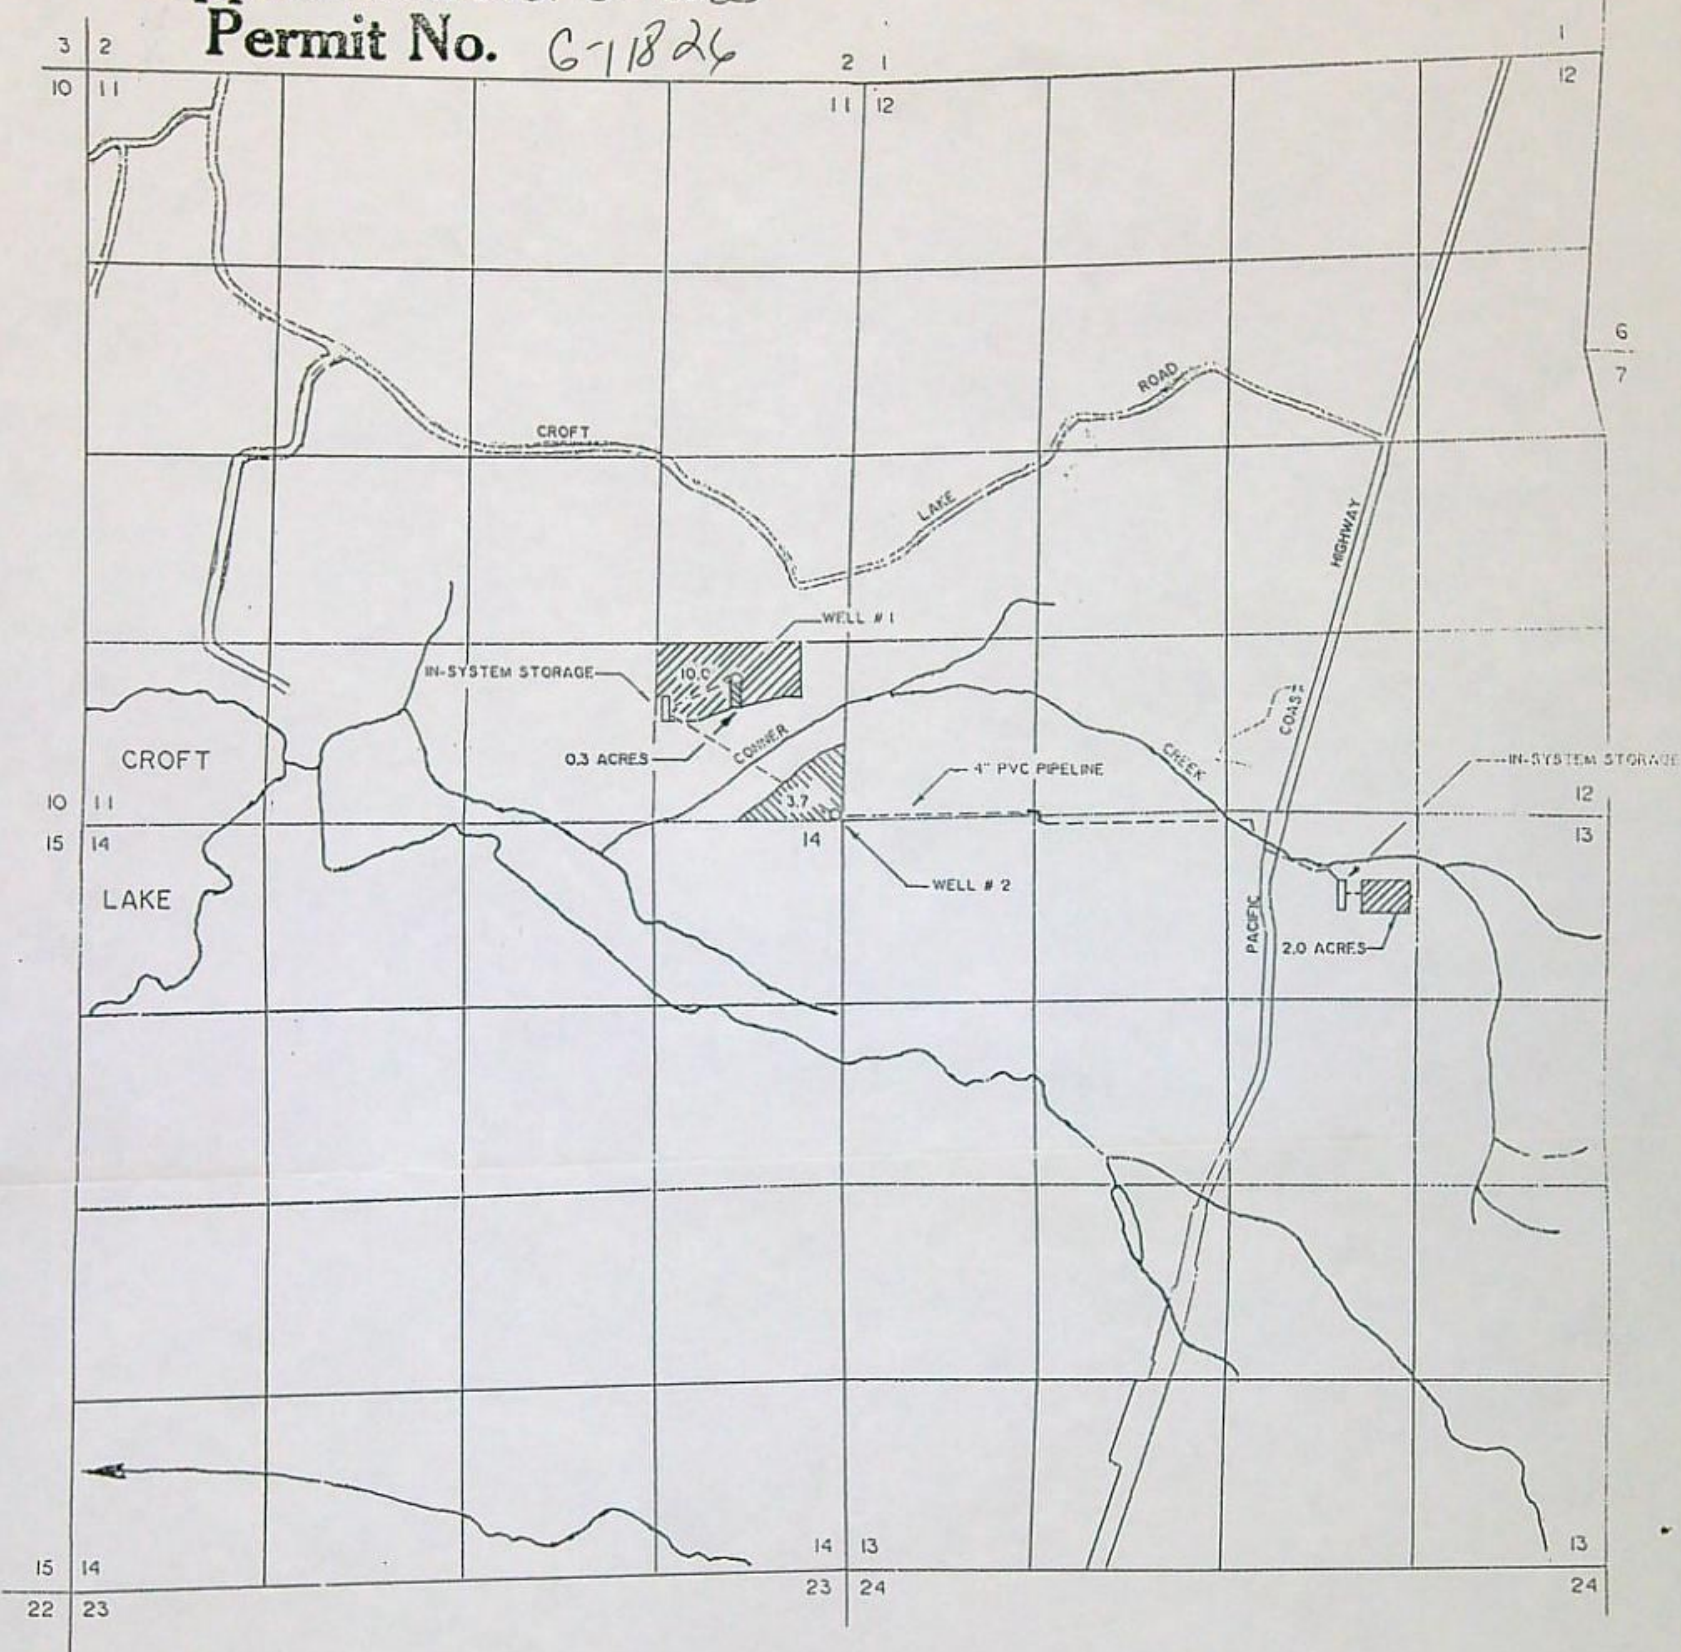 Permit No. G-11826
3 2
2 1
1
10 11
11 12
12
6
7
ROAD
CROFT
LAKE
HIGHWAY
WELL # 1
IN-SYSTEM STORAGE
10.0
COAST
CROFT
0.3 ACRES
CONNER
CREEK
4" PVC PIPELINE
IN-SYSTEM STORAGE
3.7
10 11
12
15 14
14
13
WELL # 2
LAKE
PACIFIC
2.0 ACRES
14 13
13
15 14
23 24
24
22 23